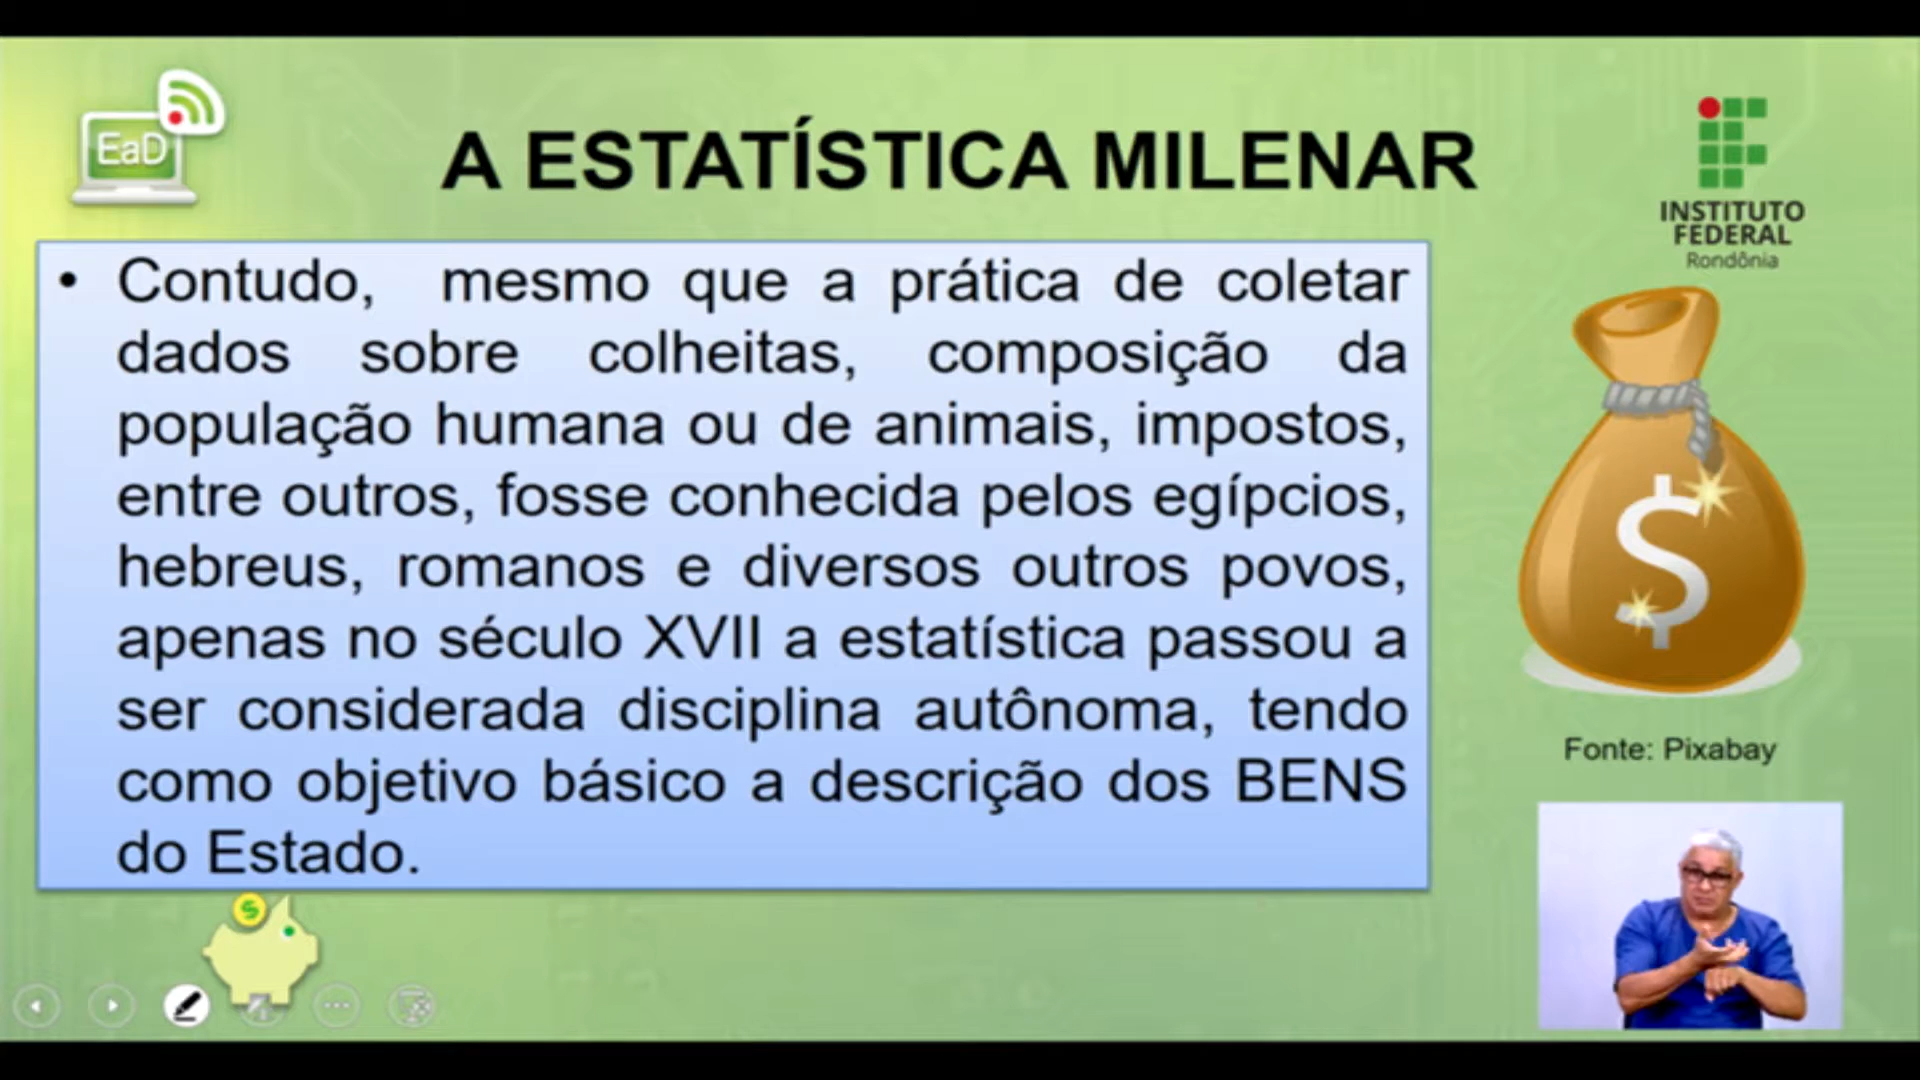 EaD
A ESTATÍSTICA MILENAR
INSTITUTO
FEDERAL
Rondônia
• Contudo, mesmo que a prática de coletar
dados sobre colheitas, composição da
população humana ou de animais, impostos,
entre outros, fosse conhecida pelos egípcios,
hebreus, romanos e diversos outros povos,
apenas no século XVII a estatística passou a
ser considerada disciplina autônoma, tendo
como objetivo básico a descrição dos BENS
do Estado.
$
Fonte: Pixabay
$